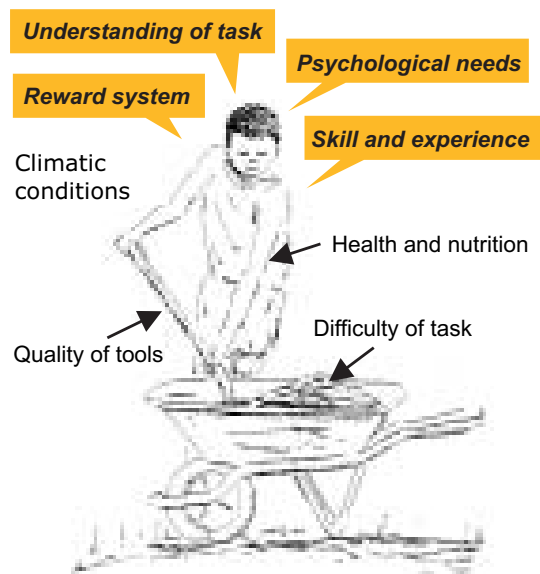 Understanding of task
Psychological needs
Reward system
Skill and experience
Climatic
conditions
Health and nutrition
Difficulty of task
Quality of tools